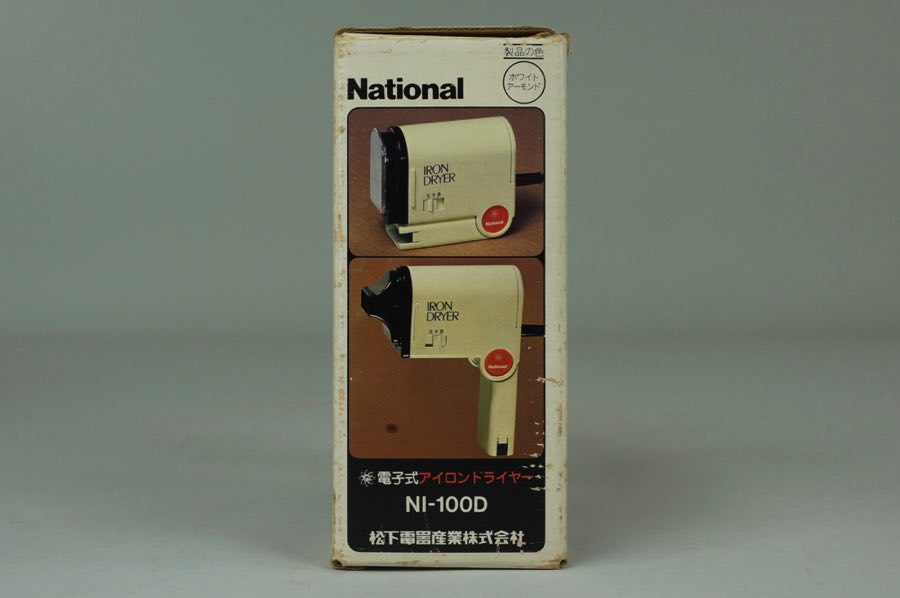 製品の色
ホワイト
アーモンド
National
IRON
DRYER
National
IRON
DRYER
National
電子式アイロンドライヤー
NI-100D
松下電器産業株式会社